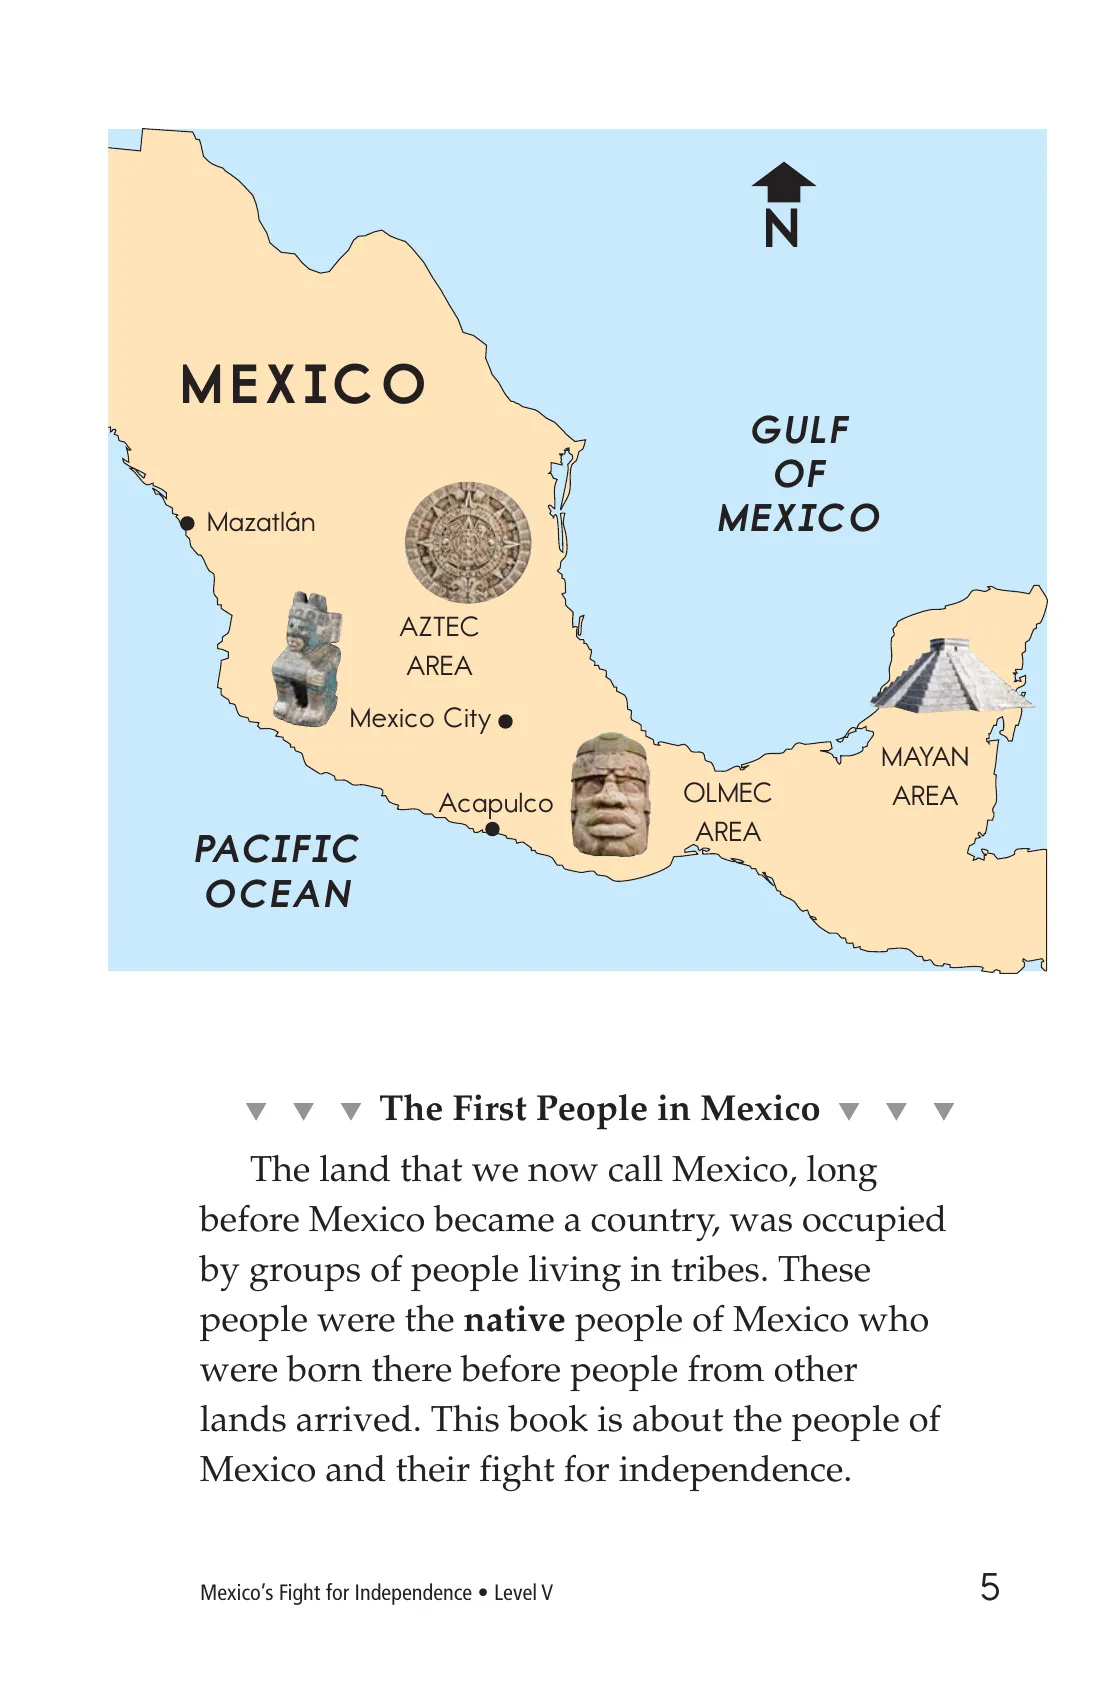 N
MEXICO
GULF
OF
MEXICO
Mazatlán
AZTEC
AREA
Mexico City
MAYAN
AREA
OLMEC
AREA
Acapulco
PACIFIC
OCEAN
The First People in Mexico
The land that we now call Mexico, long
before Mexico became a country, was occupied
by groups of people living in tribes. These
people were the native people of Mexico who
were born there before people from other
lands arrived. This book is about the people of
Mexico and their fight for independence.
Mexico's Fight for Independence • Level V
5